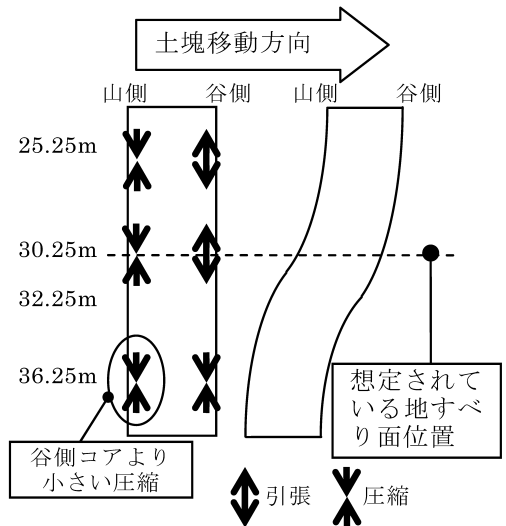 土塊移動方向
山側 谷側 山側 谷側
25.25m
30.25m
32.25m
36.25m
想定されて
いる地すべ
り面位置
谷側コアより
小さい圧縮
引張 圧縮